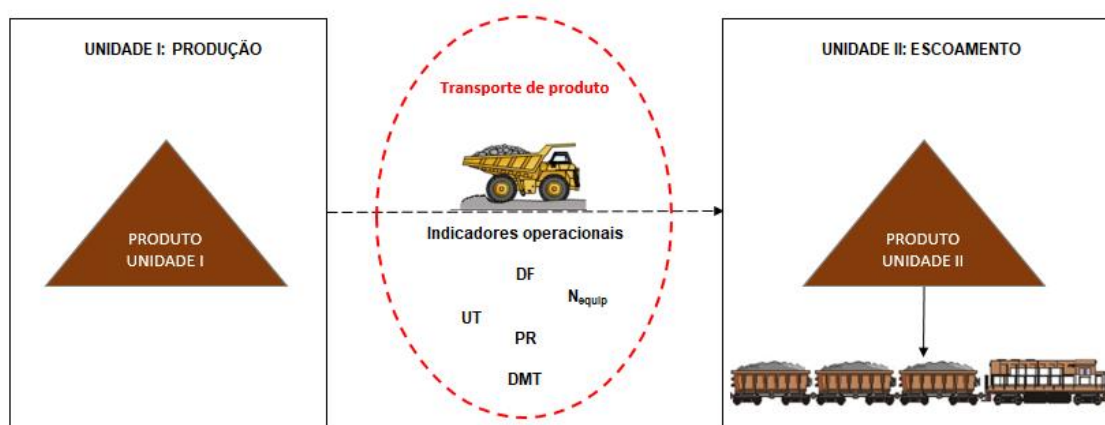 UNIDADE I: PRODUÇÃO
PRODUTO
UNIDADE I
Transporte de produto
Indicadores operacionais
DF
Nequip
UT
PR
DMT
UNIDADE II: ESCOAMENTO
PRODUTO
UNIDADE II